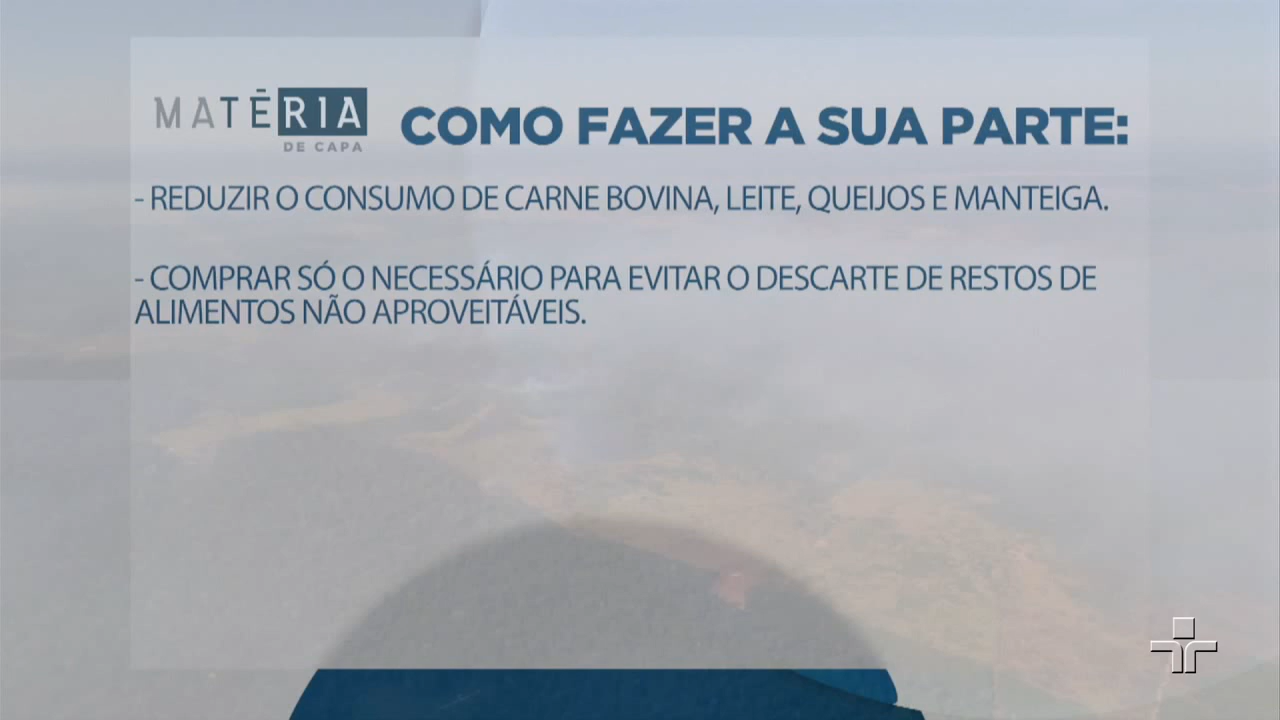 MATÉRIA
DE CAPA
COMO FAZER A SUA PARTE:
- REDUZIR O CONSUMO DE CARNE BOVINA, LEITE, QUEIJOS E MANTEIGA.
- COMPRAR SÓ O NECESSÁRIO PARA EVITAR O DESCARTE DE RESTOS DE
ALIMENTOS NÃO APROVEITÁVEIS.